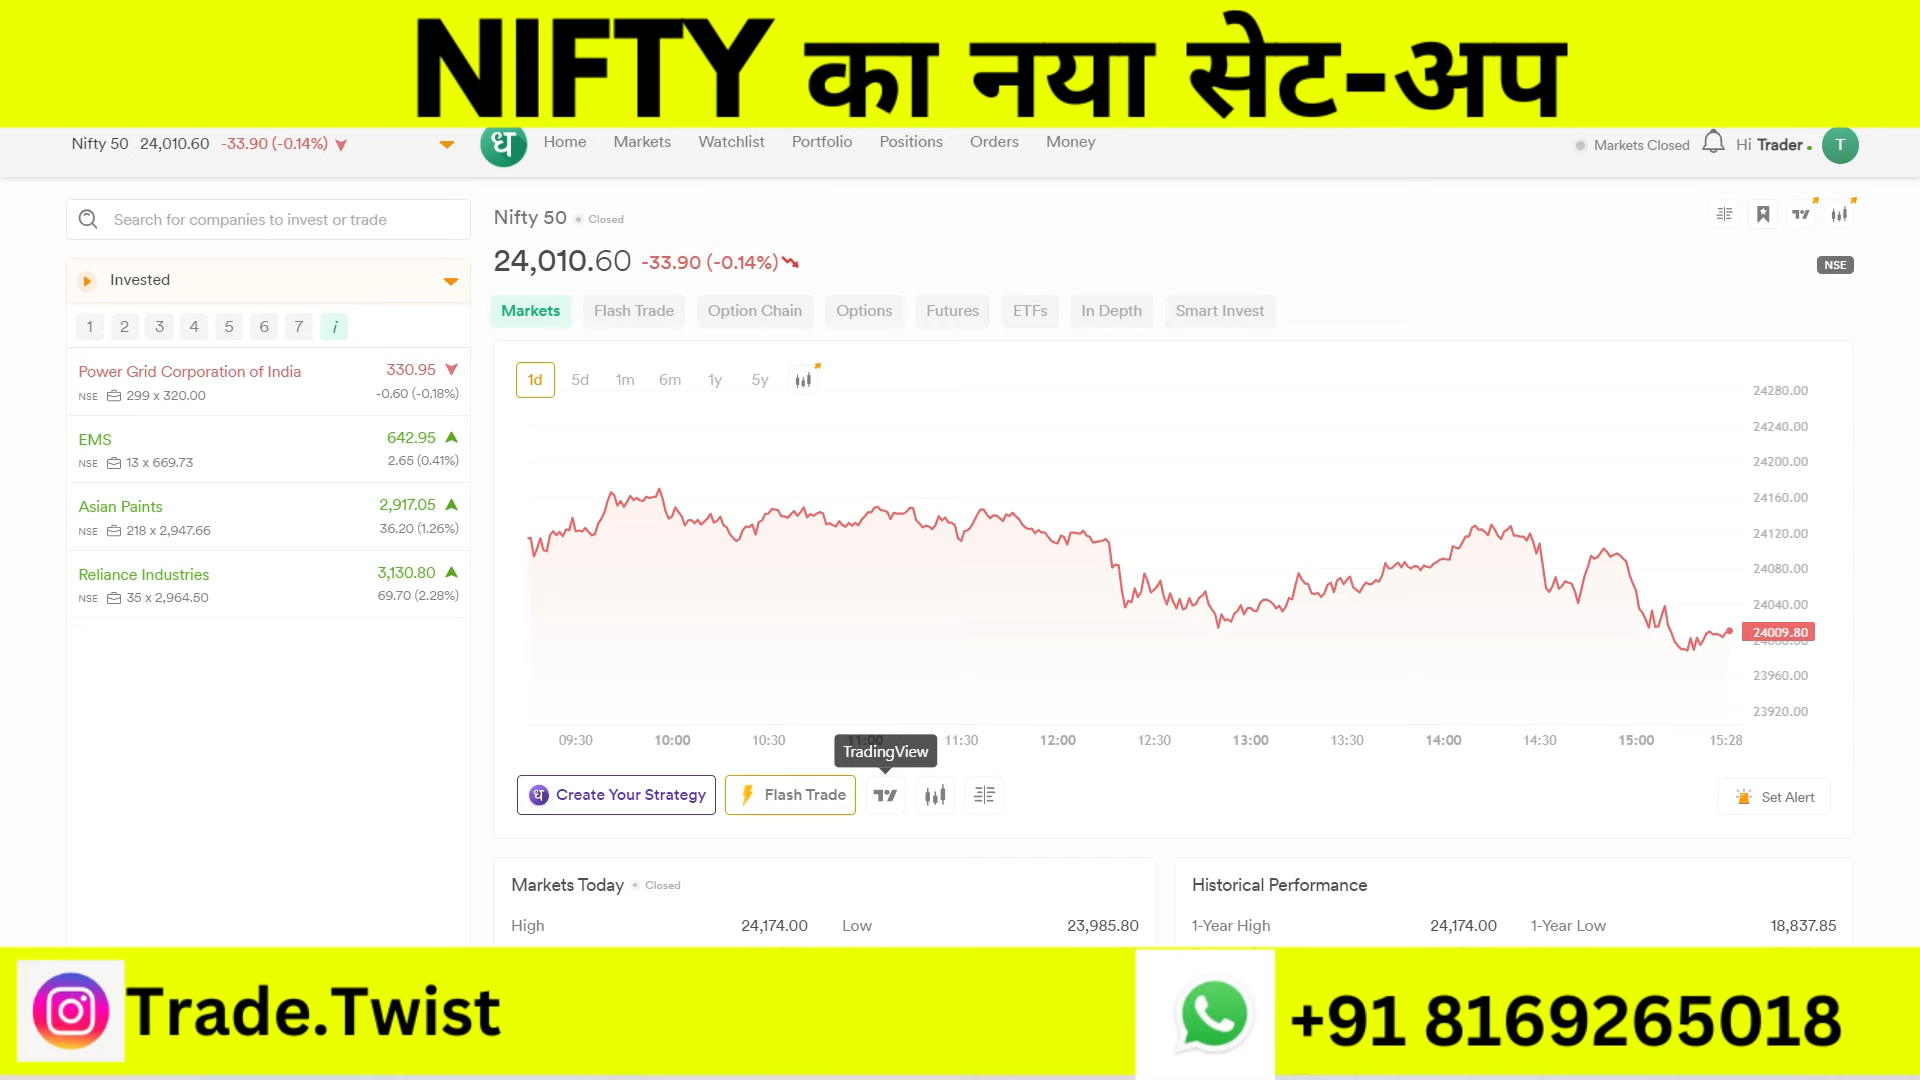 NIFTY का नया सेट-अप
Nifty 50 24,010.60 -33.90 (-0.14%)
ध Home Markets Watchlist Portfolio Positions Orders Money
Markets Closed Hi Trader T
Search for companies to invest or trade
Invested
1 2 3 4 5 6 7 i
Power Grid Corporation of India 330.95
NSE 299 x 320.00 -0.60 (-0.18%)
EMS 642.95
NSE 13 x 669.73 2.65 (0.41%)
Asian Paints 2,917.05
NSE 218 x 2,947.66 36.20 (1.26%)
Reliance Industries 3,130.80
NSE 35 x 2,964.50 69.70 (2.28%)
Nifty 50 Closed
24,010.60 -33.90 (-0.14%)
NSE
Markets Flash Trade Option Chain Options Futures ETFs In Depth Smart Invest
1d 5d 1m 6m 1y 5y
24280.00
24240.00
24200.00
24160.00
24120.00
24080.00
24040.00
24009.80
23960.00
23920.00
09:30 10:00 10:30 11:00 11:30 12:00 12:30 13:00 13:30 14:00 14:30 15:00 15:28
TradingView
ध Create Your Strategy Flash Trade
Set Alert
Markets Today Closed
High 24,174.00 Low 23,985.80
Historical Performance
1-Year High 24,174.00 1-Year Low 18,837.85
Trade.Twist
+91 8169265018